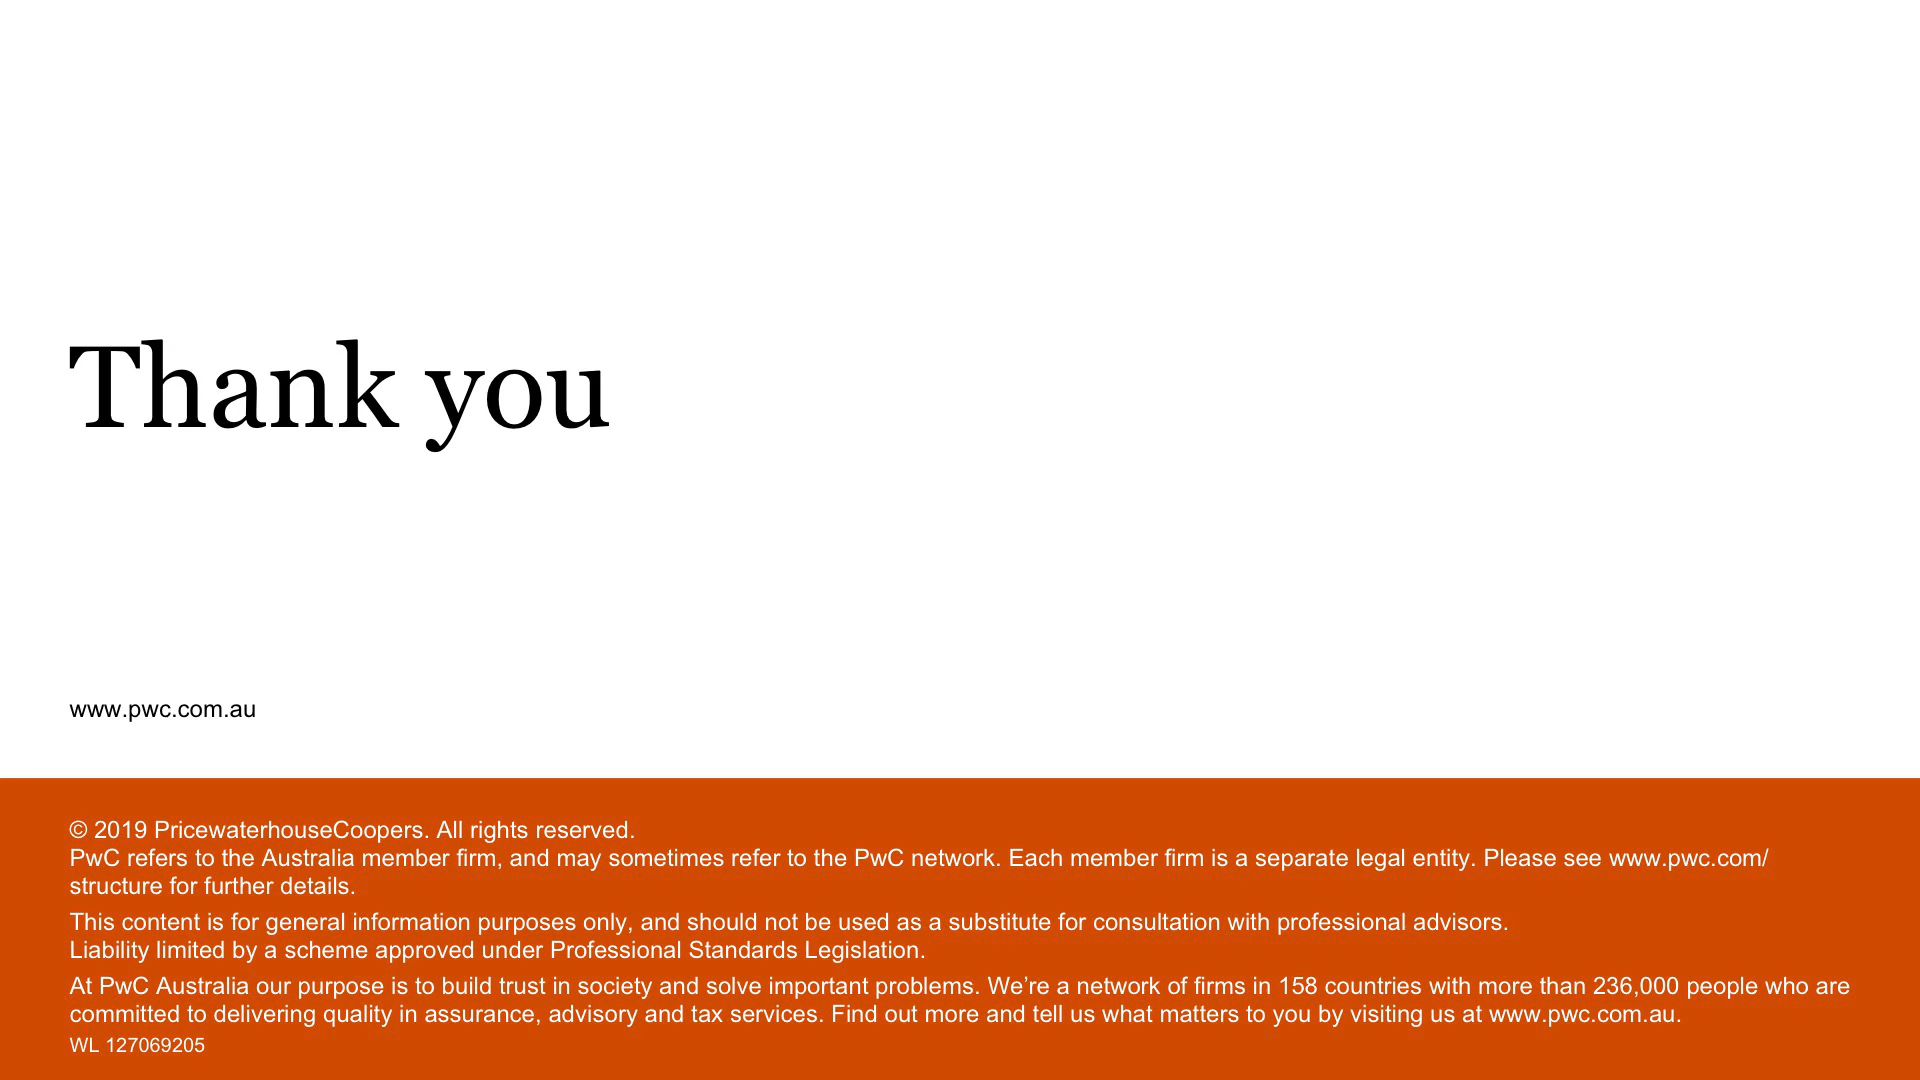 Thank you
www.pwc.com.au
© 2019 PricewaterhouseCoopers. All rights reserved.
PwC refers to the Australia member firm, and may sometimes refer to the PwC network. Each member firm is a separate legal entity. Please see www.pwc.com/
structure for further details.
This content is for general information purposes only, and should not be used as a substitute for consultation with professional advisors.
Liability limited by a scheme approved under Professional Standards Legislation.
At PwC Australia our purpose is to build trust in society and solve important problems. We’re a network of firms in 158 countries with more than 236,000 people who are
committed to delivering quality in assurance, advisory and tax services. Find out more and tell us what matters to you by visiting us at www.pwc.com.au.
WL 127069205